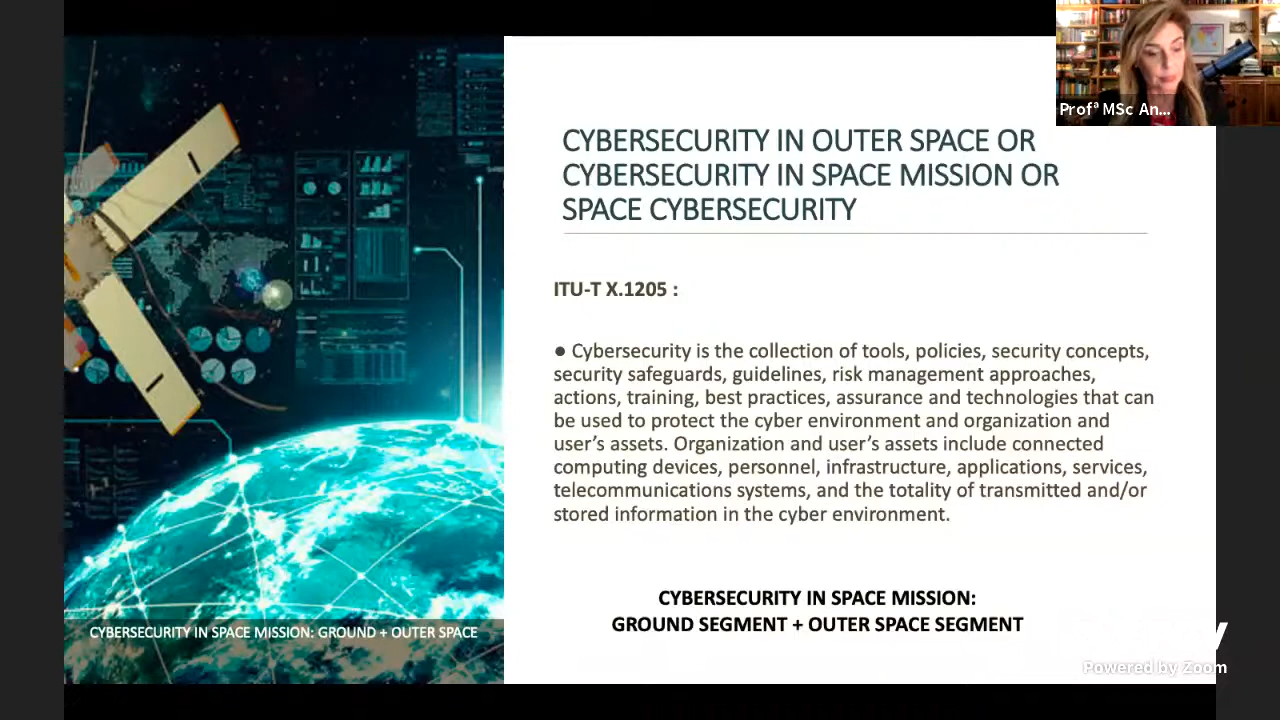 Profª MSc An...
CYBERSECURITY IN OUTER SPACE OR
CYBERSECURITY IN SPACE MISSION OR
SPACE CYBERSECURITY
ITU-T X.1205 :
● Cybersecurity is the collection of tools, policies, security concepts,
security safeguards, guidelines, risk management approaches,
actions, training, best practices, assurance and technologies that can
be used to protect the cyber environment and organization and
user’s assets. Organization and user’s assets include connected
computing devices, personnel, infrastructure, applications, services,
telecommunications systems, and the totality of transmitted and/or
stored information in the cyber environment.
CYBERSECURITY IN SPACE MISSION:
GROUND SEGMENT + OUTER SPACE SEGMENT
CYBERSECURITY IN SPACE MISSION: GROUND + OUTER SPACE
Powered by Zoom